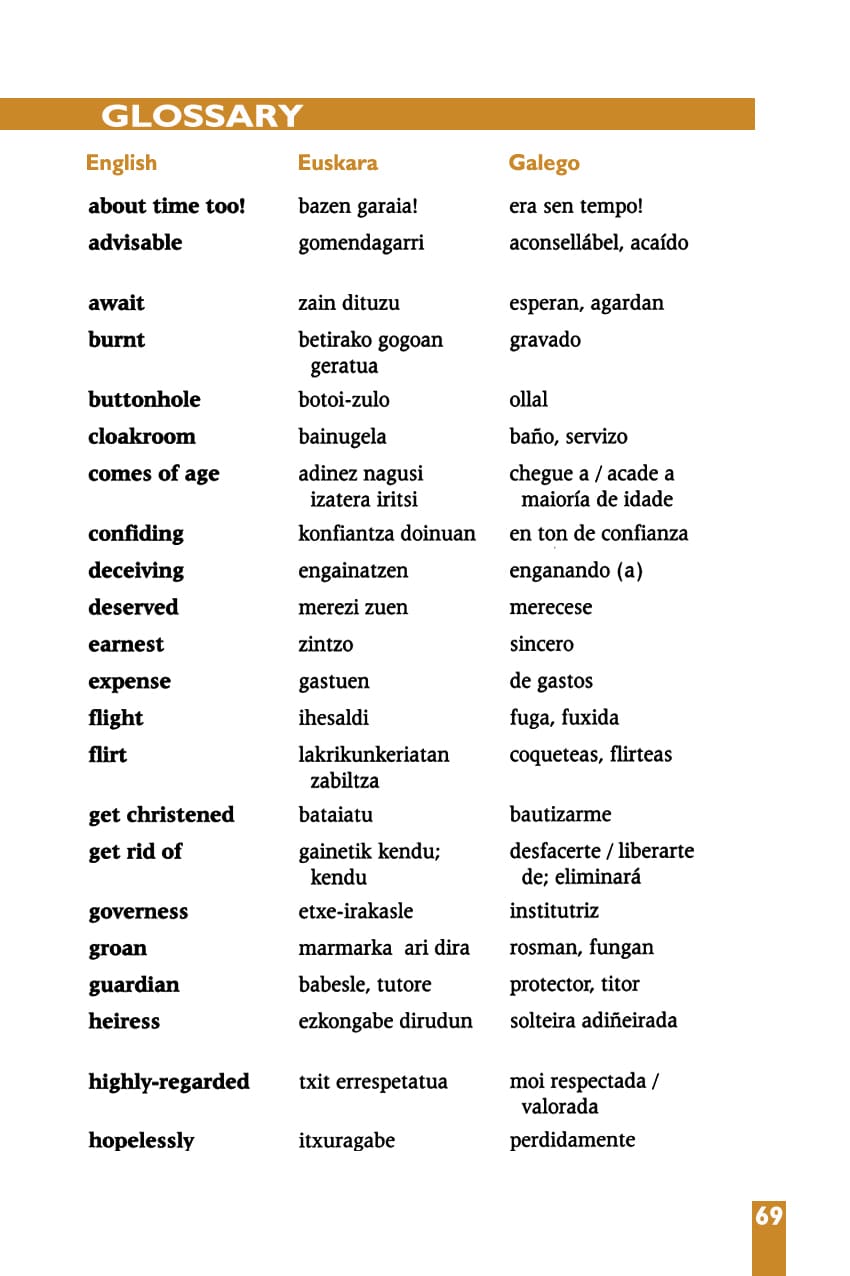 GLOSSARY
English Euskara Galego
about time too! bazen garaia! era sen tempo!
advisable gomendagarri aconsellábel, acaído
await zain dituzu esperan, agardan
burnt betirako gogoan gravado
geratua
buttonhole botoi-zulo ollal
cloakroom bainugela baño, servizo
comes of age adinez nagusi chegue a / acade a
izatera iritsi maioría de idade
confiding konfiantza doinuan en ton de confianza
deceiving engainatzen enganando (a)
deserved merezi zuen merecese
earnest zintzo sincero
expense gastuen de gastos
flight ihesaldi fuga, fuxida
flirt lakrikunkeriatan coqueteas, flirteas
zabiltza
get christened bataiatu bautizarme
get rid of gainetik kendu; desfacerte / liberarte
kendu de; eliminará
governess etxe-irakasle institutriz
groan marmarka ari dira rosman, fungan
guardian babesle, tutore protector, titor
heiress ezkongabe dirudun solteira adiñeirada
highly-regarded txit errespetatua moi respectada /
valorada
hopelessly itxuragabe perdidamente
69